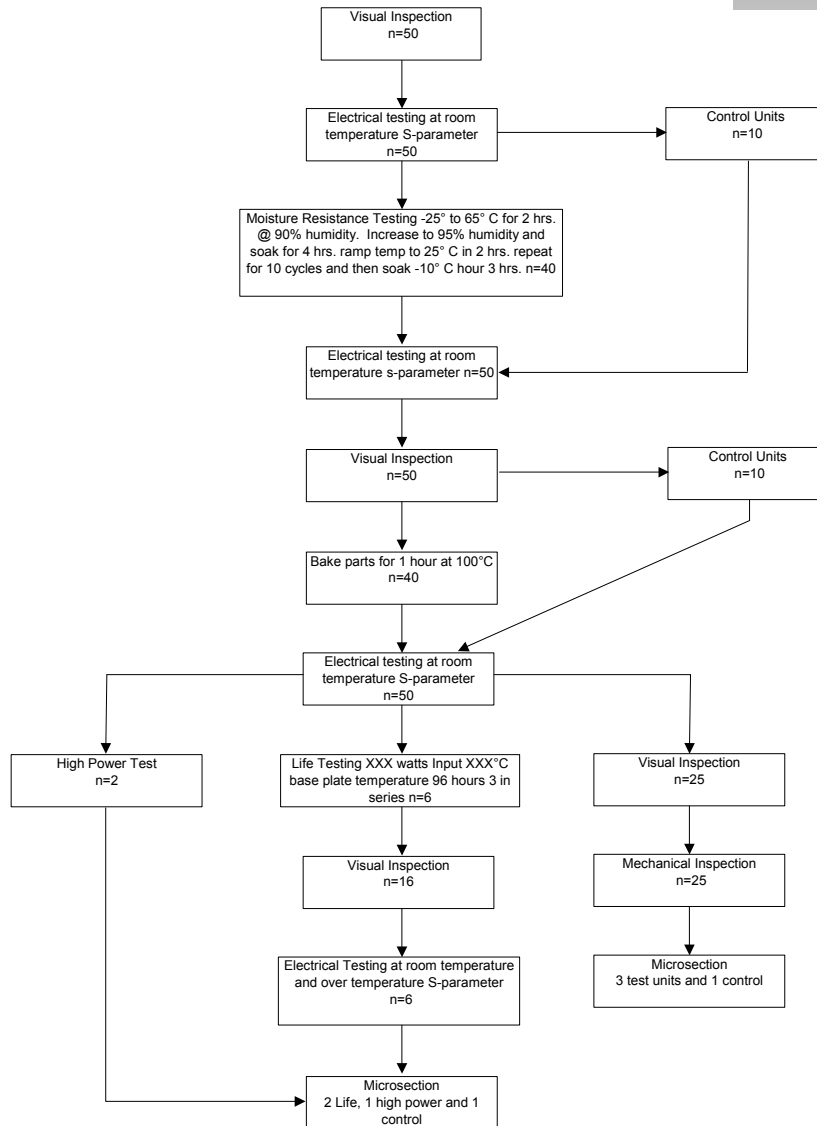 Visual Inspection
n=50
Electrical testing at room
temperature S-parameter
n=50
Control Units
n=10
Moisture Resistance Testing -25° to 65° C for 2 hrs.
@ 90% humidity.  Increase to 95% humidity and
soak for 4 hrs. ramp temp to 25° C in 2 hrs. repeat
for 10 cycles and then soak -10° C hour 3 hrs. n=40
Electrical testing at room
temperature s-parameter n=50
Visual Inspection
n=50
Control Units
n=10
Bake parts for 1 hour at 100°C
n=40
Electrical testing at room
temperature S-parameter
n=50
High Power Test
n=2
Life Testing XXX watts Input XXX°C
base plate temperature 96 hours 3 in
series n=6
Visual Inspection
n=25
Visual Inspection
n=16
Mechanical Inspection
n=25
Electrical Testing at room temperature
and over temperature S-parameter
n=6
Microsection
3 test units and 1 control
Microsection
2 Life, 1 high power and 1
control